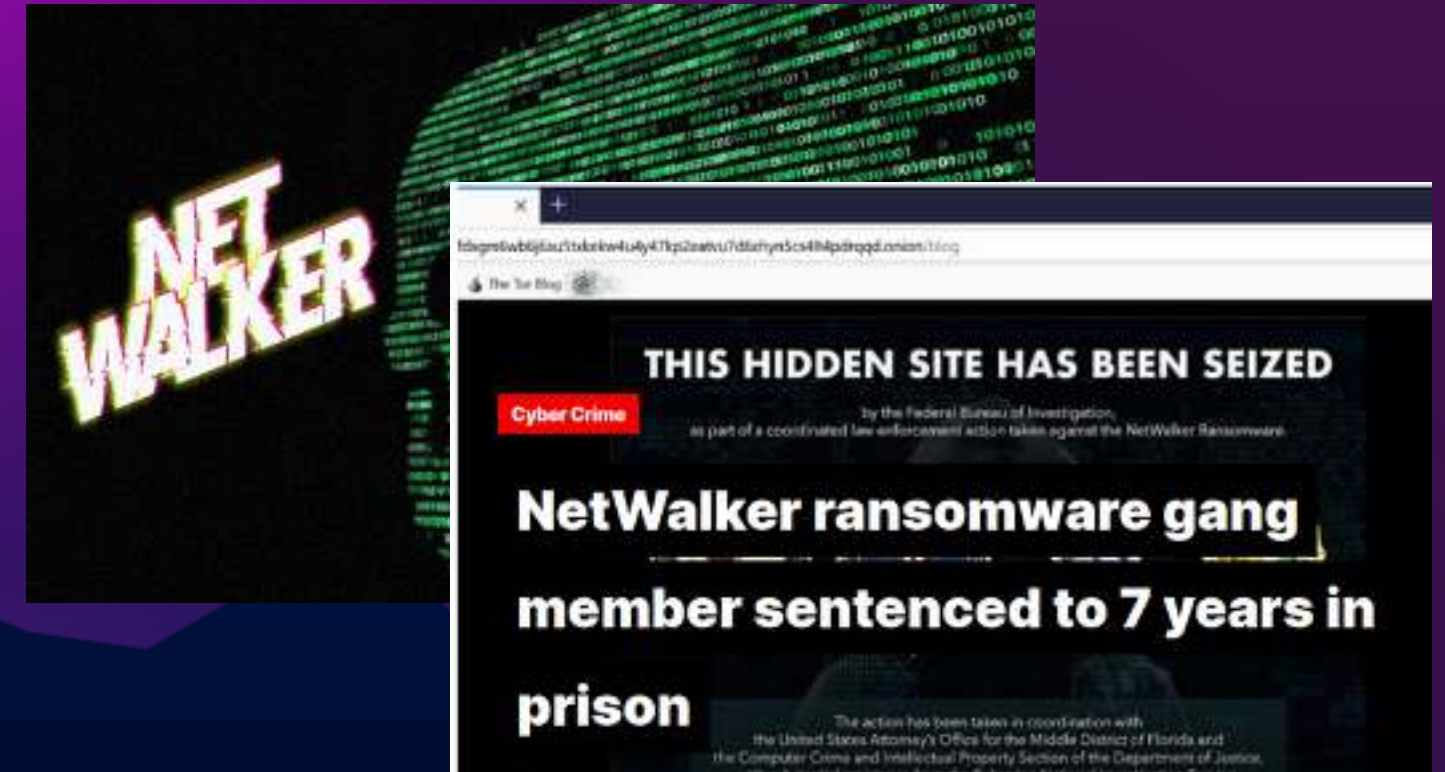 NET
WALKER
The Tor Blog
THIS HIDDEN SITE HAS BEEN SEIZED
Cyber Crime
by the Federal Bureau of Investigation,
as part of a coordinated law enforcement action taken against the NetWalker Ransomware.
NetWalker ransomware gang
member sentenced to 7 years in
prison
The action has been taken in coordination with
the United States Attorney's Office for the Middle District of Florida and
the Computer Crime and Intellectual Property Section of the Department of Justice,